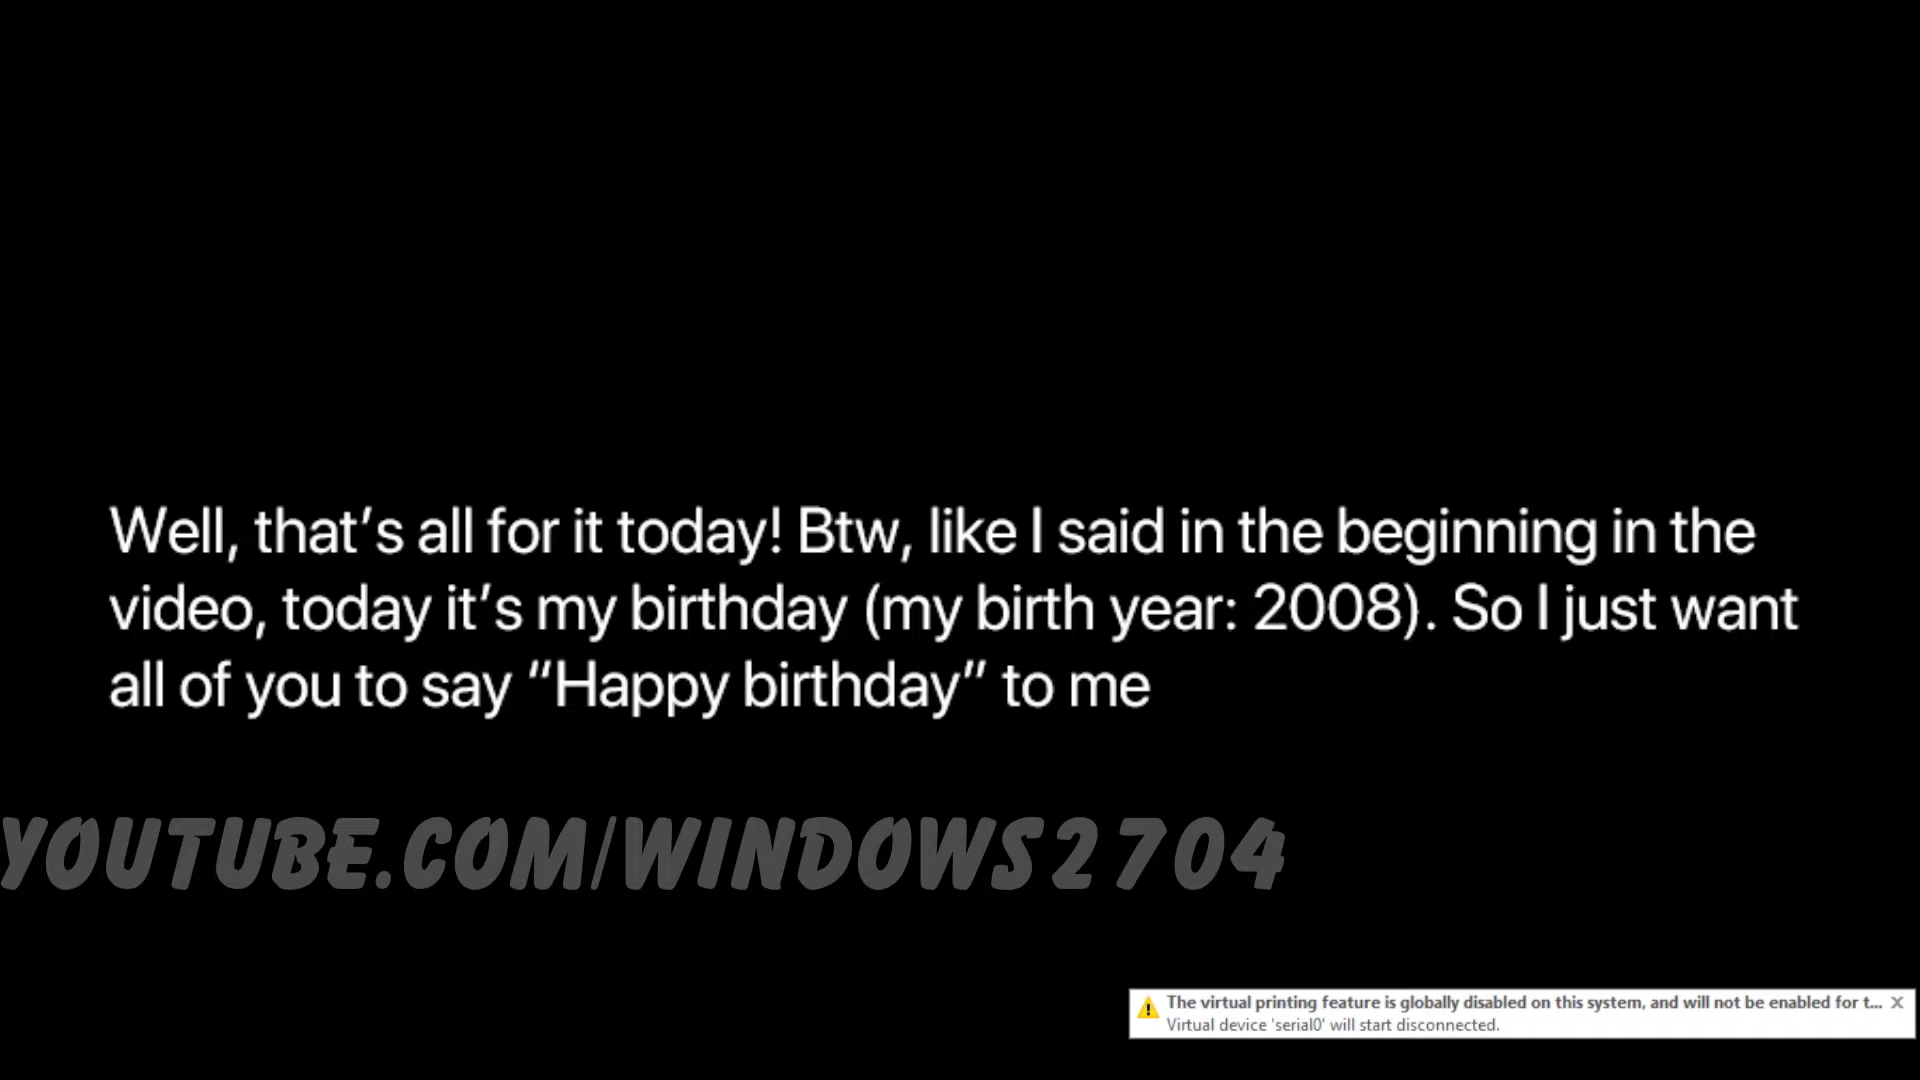 Well, that’s all for it today! Btw, like I said in the beginning in the
video, today it’s my birthday (my birth year: 2008). So I just want
all of you to say “Happy birthday” to me
YOUTUBE.COM/WINDOWS2704
The virtual printing feature is globally disabled on this system, and will not be enabled for t...
Virtual device 'serial0' will start disconnected.